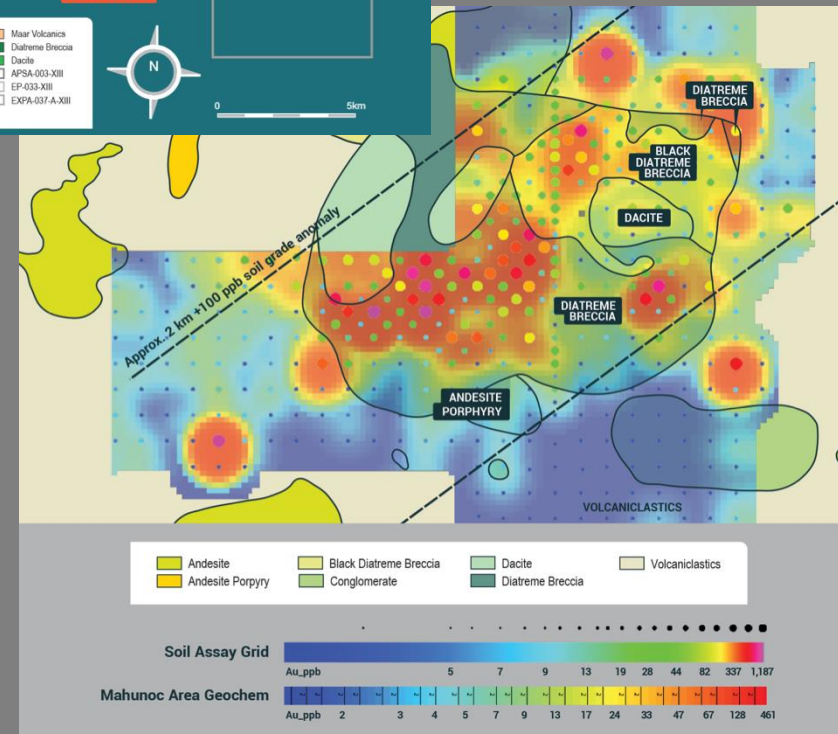 Maar Volcanics
Diatreme Breccia
Dacite
APSA-003-XIII
EP-033-XIII
EXPA-037-A-XIII
N
0 5km
DIATREME
BRECCIA
BLACK
DIATREME
BRECCIA
DACITE
Approx..2 km +100 ppb soil grade anomaly
DIATREME
BRECCIA
ANDESITE
PORPHYRY
VOLCANICLASTICS
Andesite Black Diatreme Breccia Dacite Volcaniclastics
Andesite Porpyry Conglomerate Diatreme Breccia
Soil Assay Grid
Au_ppb 5 7 9 13 19 28 44 82 337 1,187
Mahunoc Area Geochem
Au_ppb 2 3 4 5 7 9 13 17 24 33 47 67 128 461